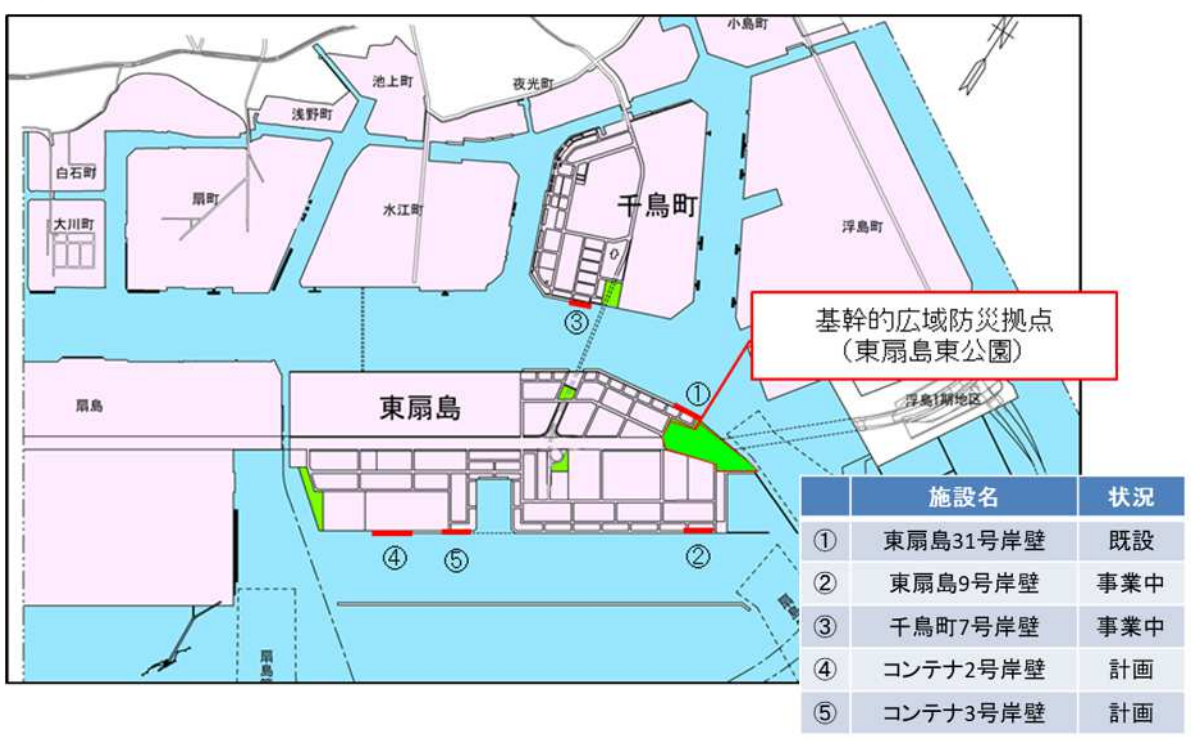 小島町
池上町
夜光町
浅野町
白石町
扇町
水江町
千鳥町
大川町
浮島町
③
基幹的広域防災拠点
（東扇島東公園）
①
扇島
東扇島
浮島1期地区
④
⑤
②
施設名 状況
① 東扇島31号岸壁 既設
② 東扇島9号岸壁 事業中
③ 千鳥町7号岸壁 事業中
④ コンテナ2号岸壁 計画
⑤ コンテナ3号岸壁 計画
扇島